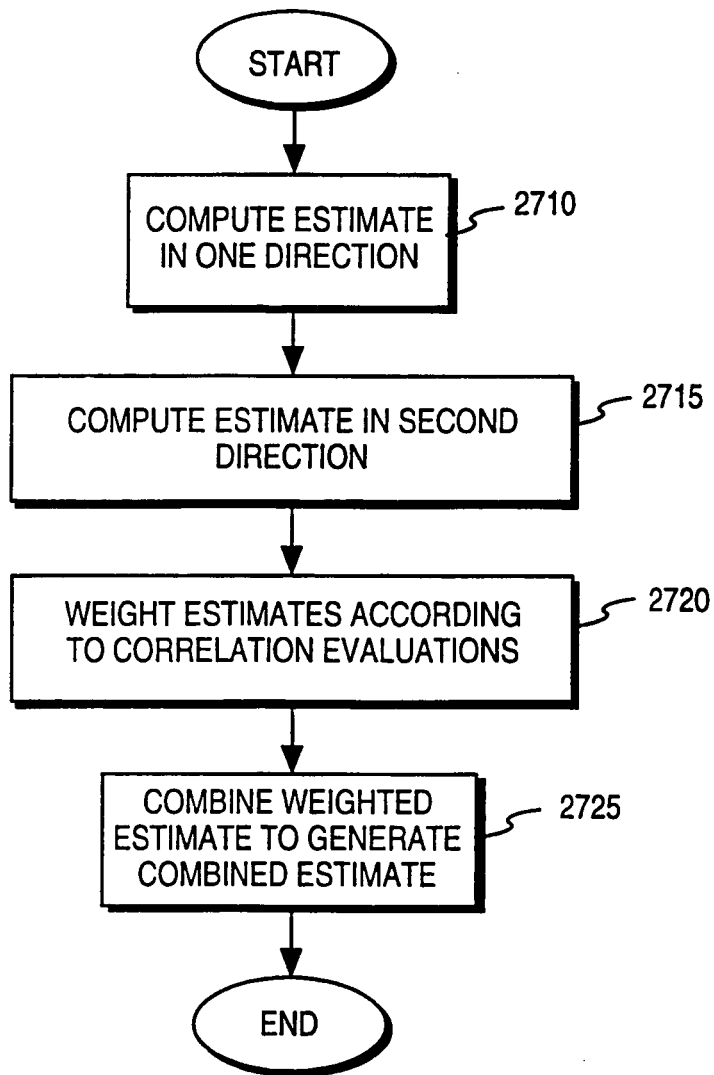 START
COMPUTE ESTIMATE
IN ONE DIRECTION
2710
COMPUTE ESTIMATE IN SECOND
DIRECTION
2715
WEIGHT ESTIMATES ACCORDING
TO CORRELATION EVALUATIONS
2720
COMBINE WEIGHTED
ESTIMATE TO GENERATE
COMBINED ESTIMATE
2725
END